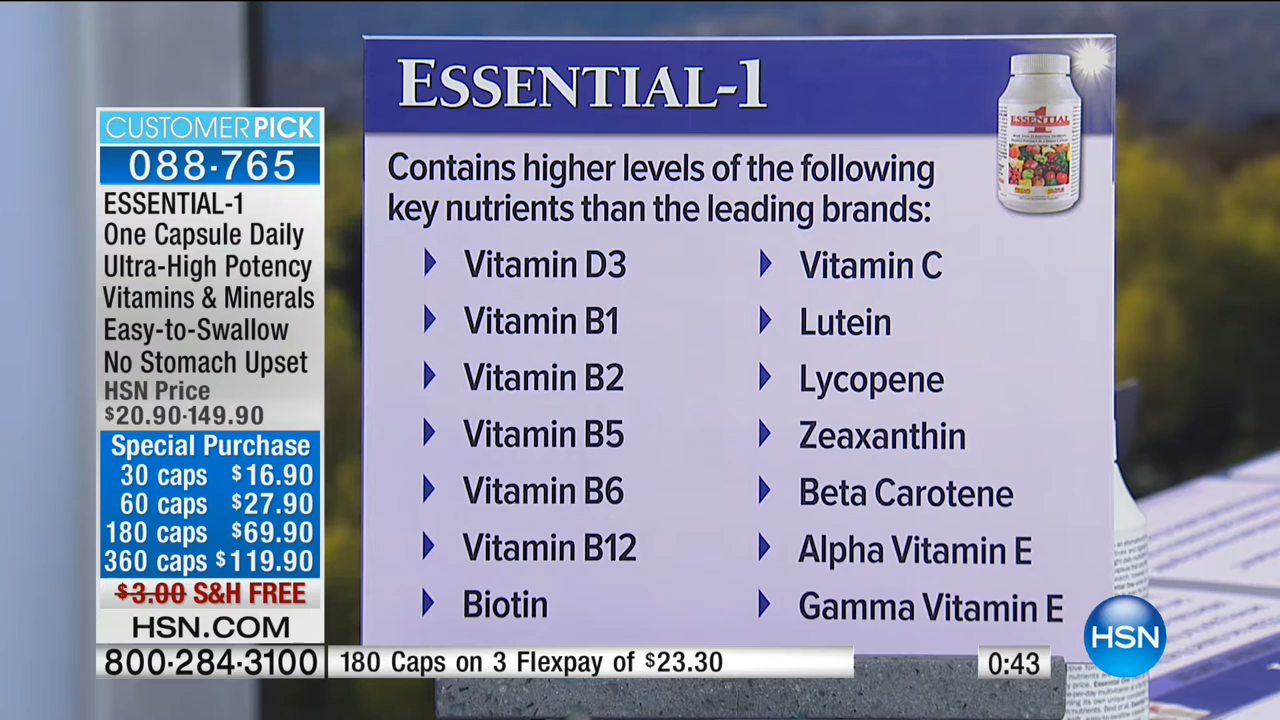 CUSTOMER PICK
088·765
ESSENTIAL-1
One Capsule Daily
Ultra-High Potency
Vitamins & Minerals
Easy-to-Swallow
No Stomach Upset
HSN Price
$20.90-149.90
Special Purchase
30 caps $16.90
60 caps $27.90
180 caps $69.90
360 caps $119.90
$3.00 S&H FREE
HSN.COM
800·284·3100
180 Caps on 3 Flexpay of $23.30
0:43
HSN
ESSENTIAL-1
1
ESSENTIAL
Contains higher levels of the following
key nutrients than the leading brands:
Vitamin D3
Vitamin B1
Vitamin B2
Vitamin B5
Vitamin B6
Vitamin B12
Biotin
Vitamin C
Lutein
Lycopene
Zeaxanthin
Beta Carotene
Alpha Vitamin E
Gamma Vitamin E